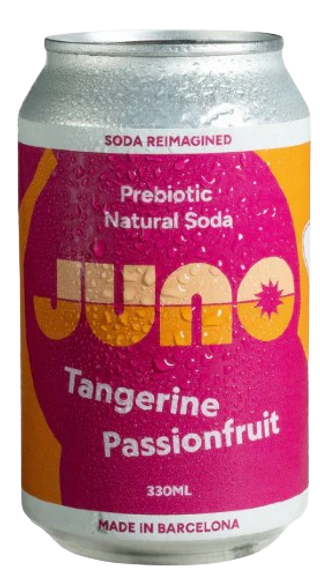 SODA REIMAGINED
Prebiotic
Natural Soda
JUNO
Tangerine
Passionfruit
330ML
MADE IN BARCELONA